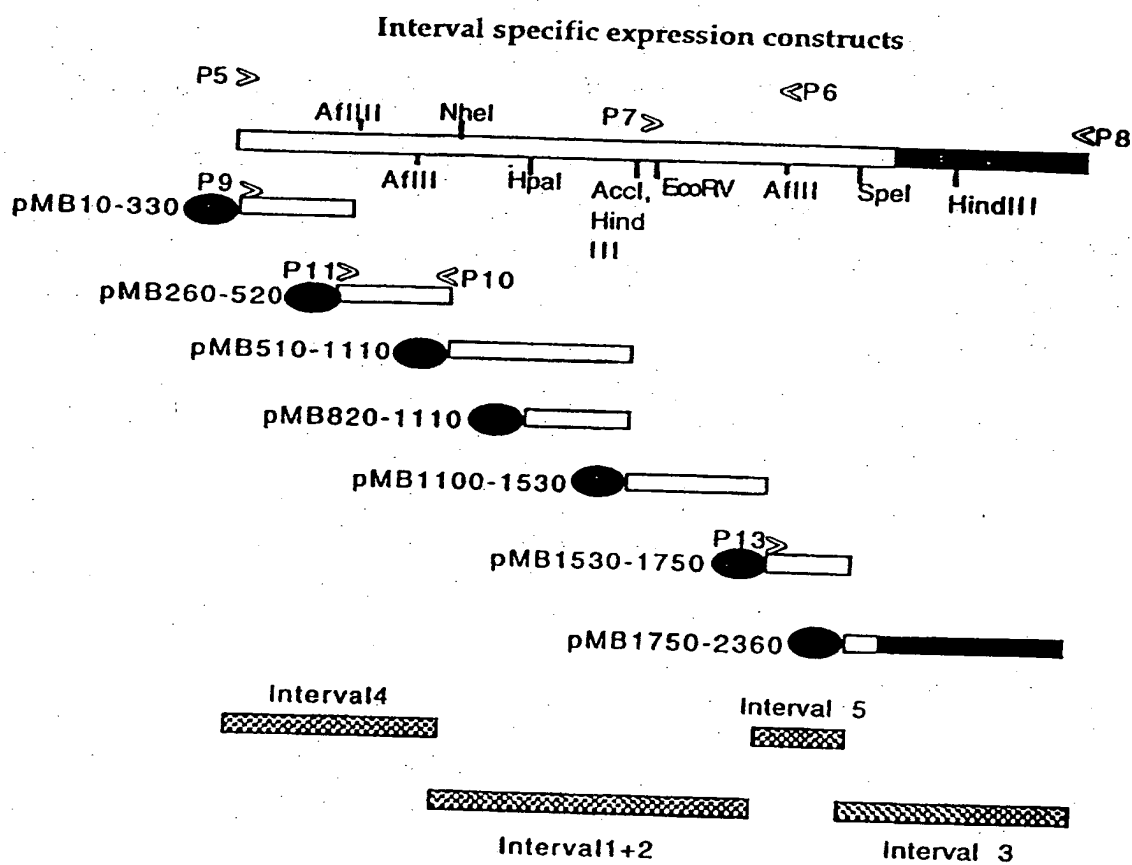 Interval specific expression constructs
P5
P6
AflIII
NheI
P7
P8
P9
AflII
HpaI
AccI,
Hind
III
EcoRV
AflII
SpeI
HindIII
pMB10-330
P11
P10
pMB260-520
pMB510-1110
pMB820-1110
pMB1100-1530
P13
pMB1530-1750
pMB1750-2360
Interval4
Interval 5
Interval1+2
Interval 3